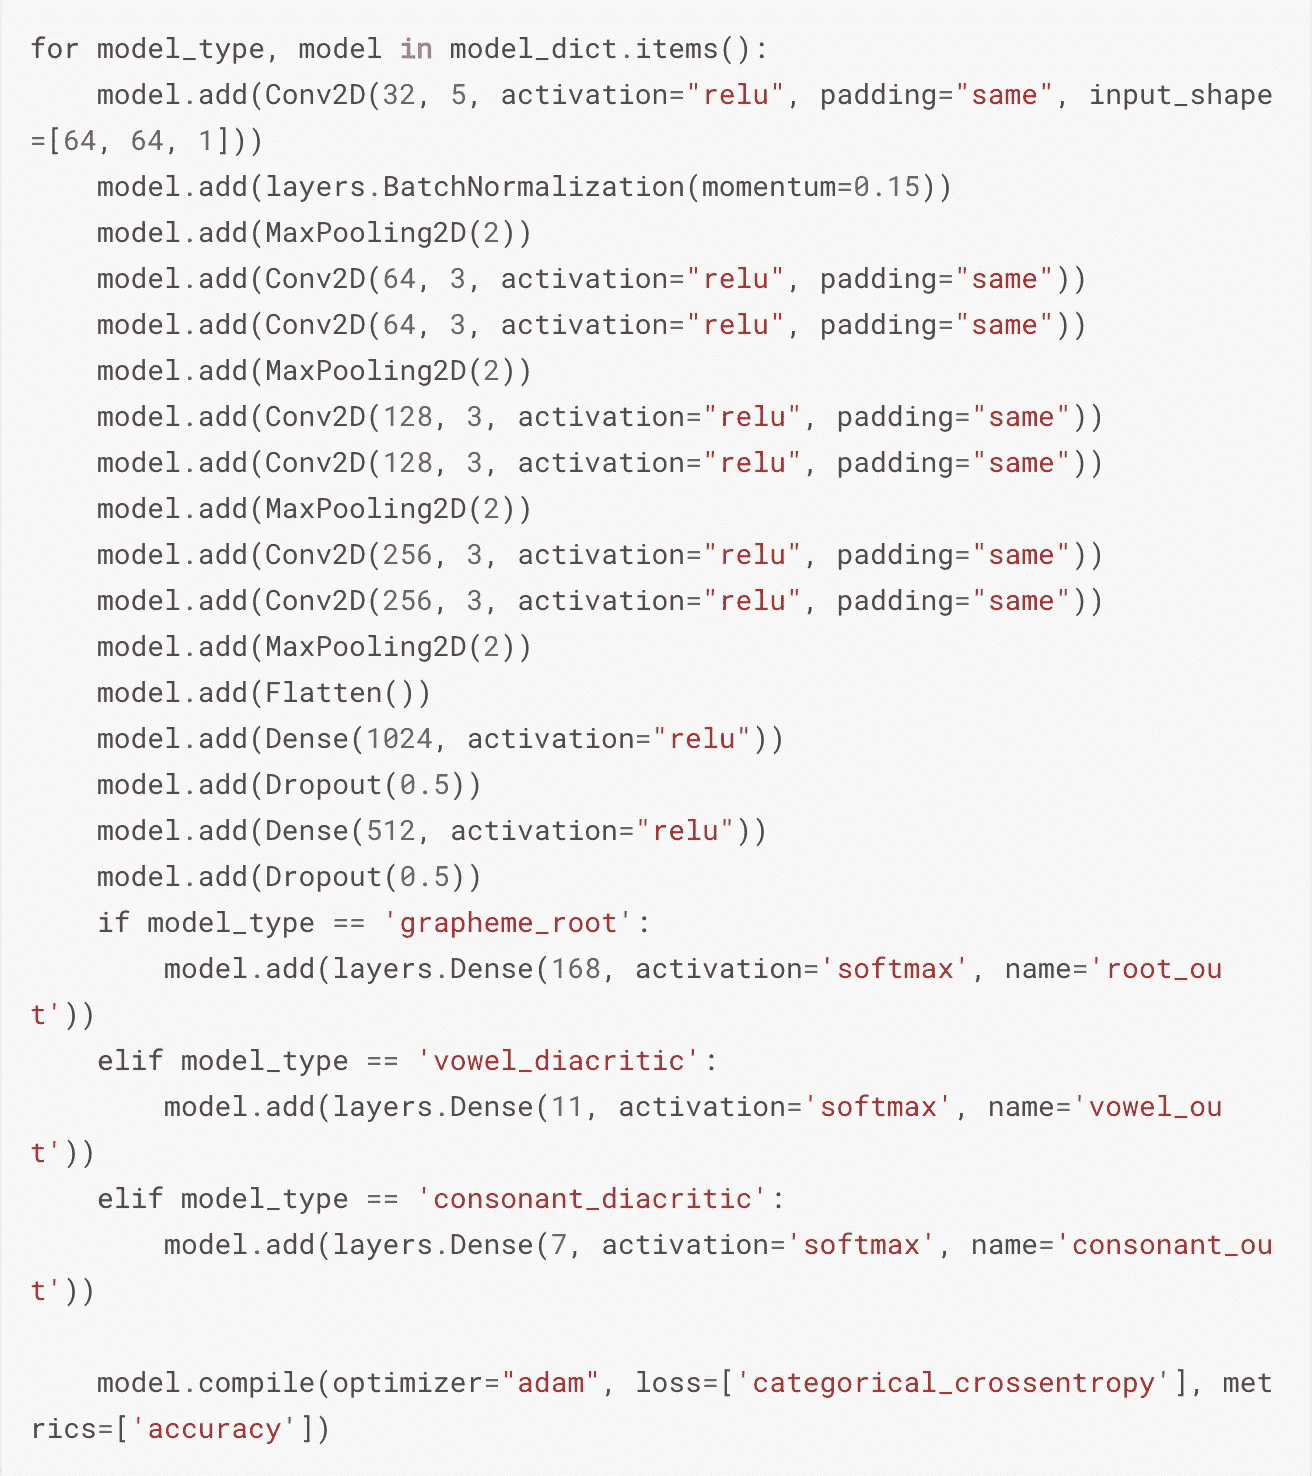 for model_type, model in model_dict.items():
    model.add(Conv2D(32, 5, activation="relu", padding="same", input_shape
=[64, 64, 1]))
    model.add(layers.BatchNormalization(momentum=0.15))
    model.add(MaxPooling2D(2))
    model.add(Conv2D(64, 3, activation="relu", padding="same"))
    model.add(Conv2D(64, 3, activation="relu", padding="same"))
    model.add(MaxPooling2D(2))
    model.add(Conv2D(128, 3, activation="relu", padding="same"))
    model.add(Conv2D(128, 3, activation="relu", padding="same"))
    model.add(MaxPooling2D(2))
    model.add(Conv2D(256, 3, activation="relu", padding="same"))
    model.add(Conv2D(256, 3, activation="relu", padding="same"))
    model.add(MaxPooling2D(2))
    model.add(Flatten())
    model.add(Dense(1024, activation="relu"))
    model.add(Dropout(0.5))
    model.add(Dense(512, activation="relu"))
    model.add(Dropout(0.5))
    if model_type == 'grapheme_root':
        model.add(layers.Dense(168, activation='softmax', name='root_ou
t'))
    elif model_type == 'vowel_diacritic':
        model.add(layers.Dense(11, activation='softmax', name='vowel_ou
t'))
    elif model_type == 'consonant_diacritic':
        model.add(layers.Dense(7, activation='softmax', name='consonant_ou
t'))

    model.compile(optimizer="adam", loss=['categorical_crossentropy'], met
rics=['accuracy'])